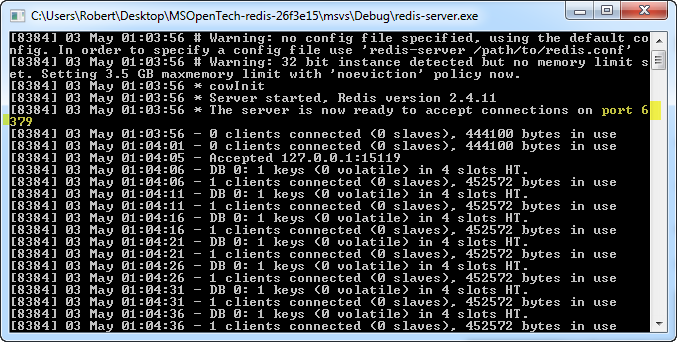 C:\Users\Robert\Desktop\MSOpenTech-redis-26f3e15\msvs\Debug\redis-server.exe
[8384] 03 May 01:03:56 # Warning: no config file specified, using the default co
nfig. In order to specify a config file use 'redis-server /path/to/redis.conf'
[8384] 03 May 01:03:56 # Warning: 32 bit instance detected but no memory limit s
et. Setting 3.5 GB maxmemory limit with 'noeviction' policy now.
[8384] 03 May 01:03:56 * cowInit
[8384] 03 May 01:03:56 * Server started, Redis version 2.4.11
[8384] 03 May 01:03:56 * The server is now ready to accept connections on port 6
379
[8384] 03 May 01:03:56 - 0 clients connected (0 slaves), 444100 bytes in use
[8384] 03 May 01:04:01 - 0 clients connected (0 slaves), 444100 bytes in use
[8384] 03 May 01:04:05 - Accepted 127.0.0.1:15119
[8384] 03 May 01:04:06 - DB 0: 1 keys (0 volatile) in 4 slots HT.
[8384] 03 May 01:04:06 - 1 clients connected (0 slaves), 452572 bytes in use
[8384] 03 May 01:04:11 - DB 0: 1 keys (0 volatile) in 4 slots HT.
[8384] 03 May 01:04:11 - 1 clients connected (0 slaves), 452572 bytes in use
[8384] 03 May 01:04:16 - DB 0: 1 keys (0 volatile) in 4 slots HT.
[8384] 03 May 01:04:16 - 1 clients connected (0 slaves), 452572 bytes in use
[8384] 03 May 01:04:21 - DB 0: 1 keys (0 volatile) in 4 slots HT.
[8384] 03 May 01:04:21 - 1 clients connected (0 slaves), 452572 bytes in use
[8384] 03 May 01:04:26 - DB 0: 1 keys (0 volatile) in 4 slots HT.
[8384] 03 May 01:04:26 - 1 clients connected (0 slaves), 452572 bytes in use
[8384] 03 May 01:04:31 - DB 0: 1 keys (0 volatile) in 4 slots HT.
[8384] 03 May 01:04:31 - 1 clients connected (0 slaves), 452572 bytes in use
[8384] 03 May 01:04:36 - DB 0: 1 keys (0 volatile) in 4 slots HT.
[8384] 03 May 01:04:36 - 1 clients connected (0 slaves), 452572 bytes in use